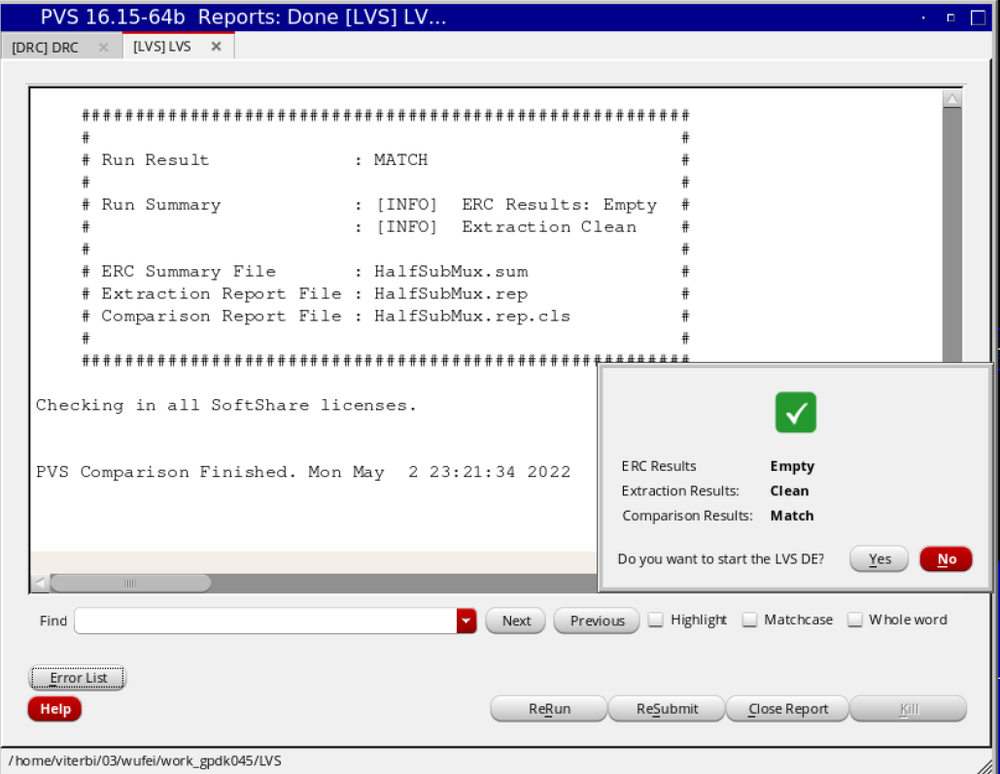 PVS 16.15-64b  Reports: Done [LVS] LV...
[DRC] DRC
[LVS] LVS
########################################################
#                                                      #
# Run Result             : MATCH                       #
#                                                      #
# Run Summary            : [INFO]  ERC Results: Empty  #
#                        : [INFO]  Extraction Clean    #
#                                                      #
# ERC Summary File       : HalfSubMux.sum              #
# Extraction Report File : HalfSubMux.rep              #
# Comparison Report File : HalfSubMux.rep.cls          #
#                                                      #
########################################################
Checking in all SoftShare licenses.
PVS Comparison Finished. Mon May  2 23:21:34 2022
ERC Results Empty
Extraction Results: Clean
Comparison Results: Match
Do you want to start the LVS DE? Yes No
Find Next Previous Highlight Matchcase Whole word
Error List
Help ReRun ReSubmit Close Report Kill
/home/viterbi/03/wufei/work_gpdk045/LVS